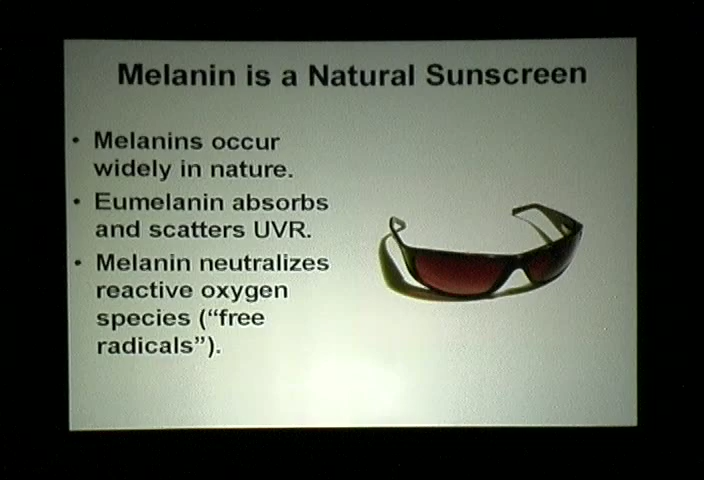 Melanin is a Natural Sunscreen
• Melanins occur
widely in nature.
• Eumelanin absorbs
and scatters UVR.
• Melanin neutralizes
reactive oxygen
species (“free
radicals”).